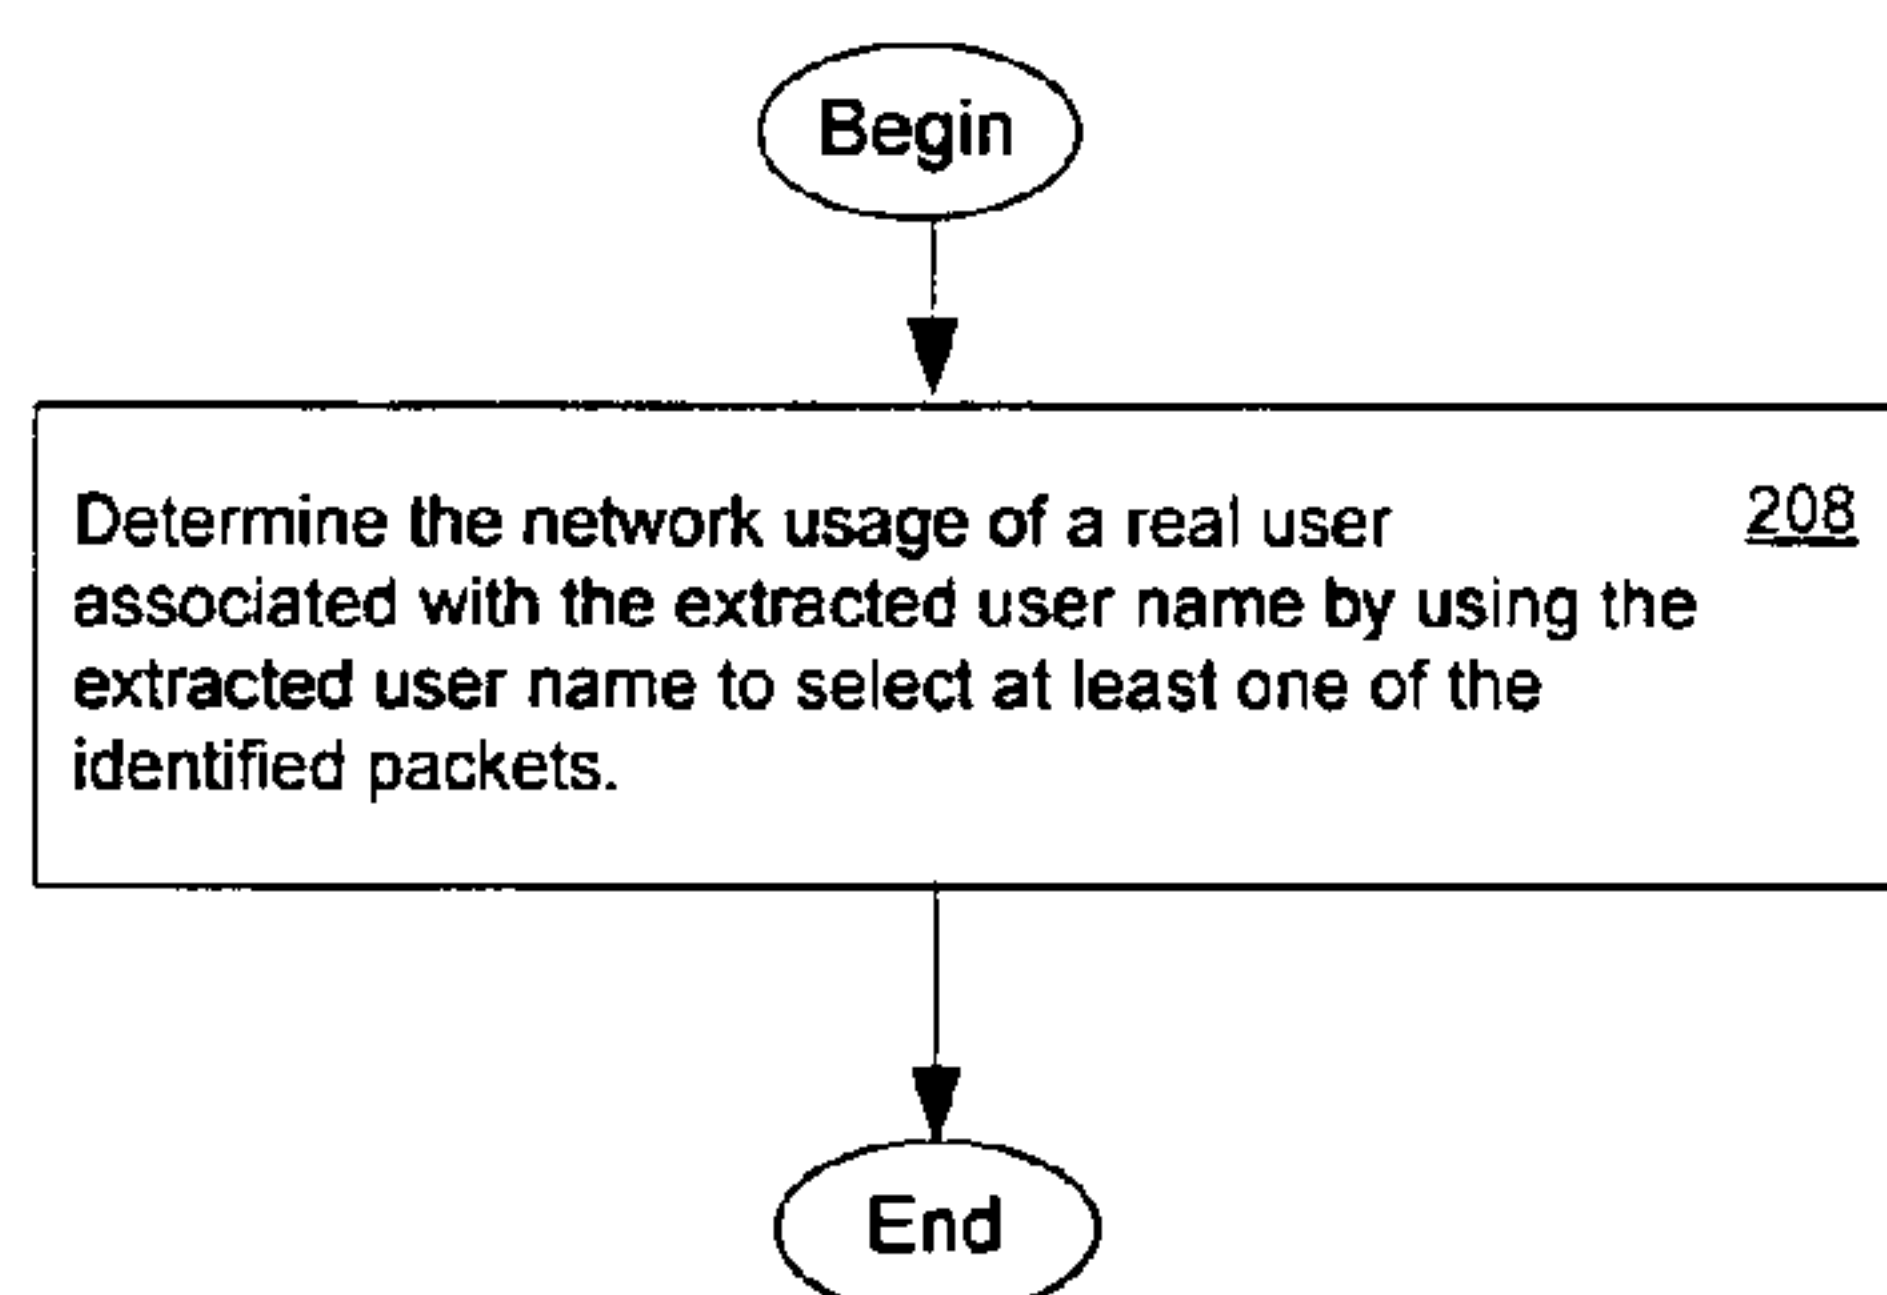 Begin
Determine the network usage of a real user 208
associated with the extracted user name by using the
extracted user name to select at least one of the
identified packets.
End